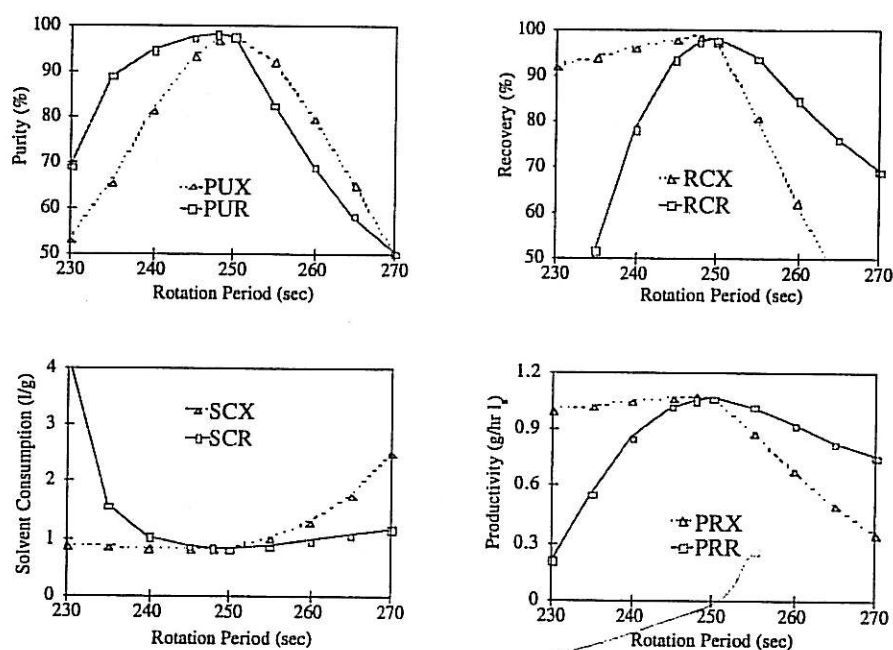 100
90
80
70
60
50
Purity (%)
PUX
PUR
230 240 250 260 270
Rotation Period (sec)
100
90
80
70
60
50
Recovery (%)
RCX
RCR
230 240 250 260 270
Rotation Period (sec)
4
3
2
1
0
Solvent Consumption (l/g)
SCX
SCR
230 240 250 260 270
Rotation Period (sec)
1.2
0.9
0.6
0.3
0
Productivity (g/hr l)
PRX
PRR
230 240 250 260 270
Rotation Period (sec)